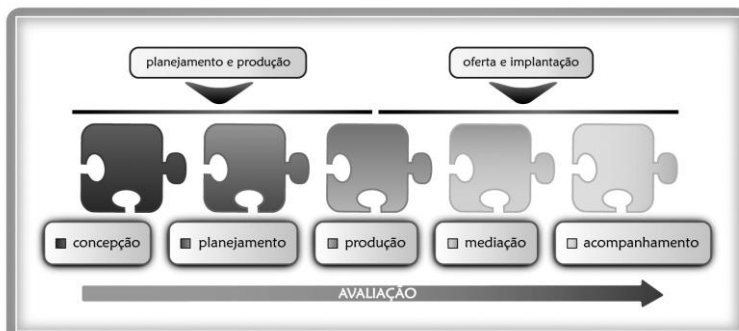 planejamento e produção
oferta e implantação
concepção
planejamento
produção
mediação
acompanhamento
AVALIAÇÃO